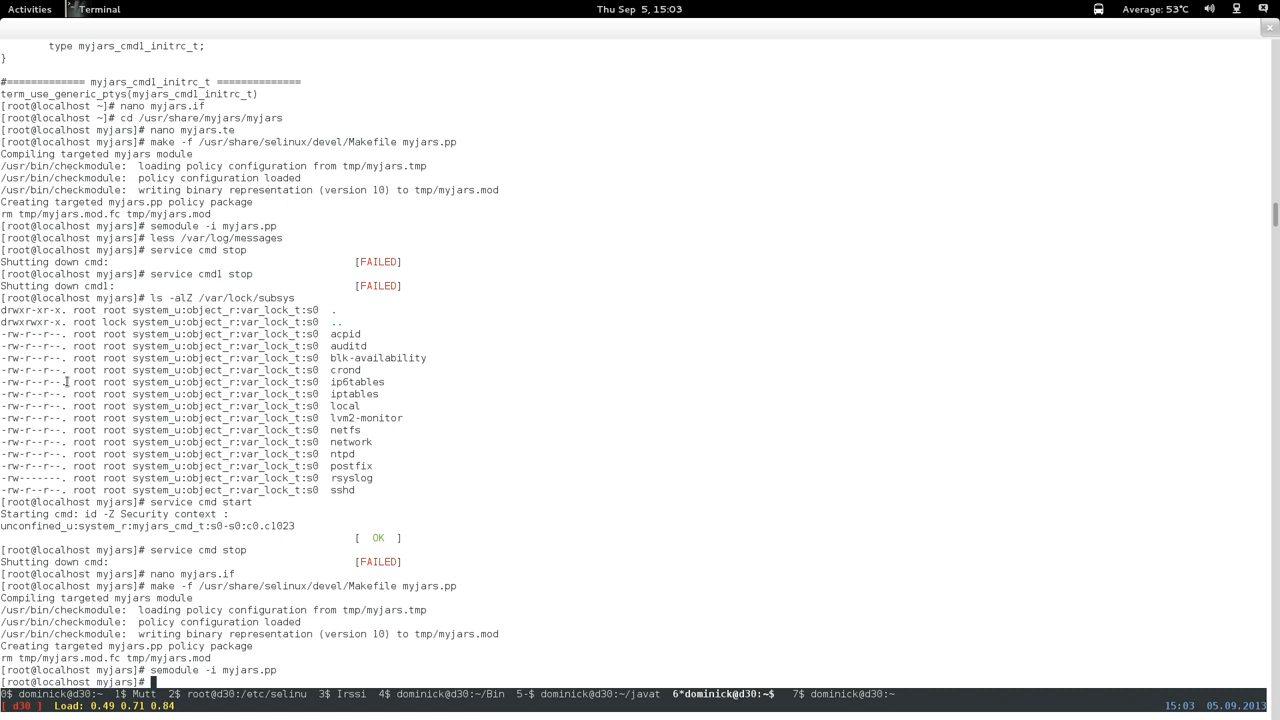 Activities Terminal Thu Sep 5, 15:03 Average: 53°C
type myjars_cmd1_initrc_t;
}
#============= myjars_cmd1_initrc_t ==============
term_use_generic_ptys(myjars_cmd1_initrc_t)
[root@localhost ~]# nano myjars.if
[root@localhost ~]# cd /usr/share/myjars/myjars
[root@localhost myjars]# nano myjars.te
[root@localhost myjars]# make -f /usr/share/selinux/devel/Makefile myjars.pp
Compiling targeted myjars module
/usr/bin/checkmodule:  loading policy configuration from tmp/myjars.tmp
/usr/bin/checkmodule:  policy configuration loaded
/usr/bin/checkmodule:  writing binary representation (version 10) to tmp/myjars.mod
Creating targeted myjars.pp policy package
rm tmp/myjars.mod.fc tmp/myjars.mod
[root@localhost myjars]# semodule -i myjars.pp
[root@localhost myjars]# less /var/log/messages
[root@localhost myjars]# service cmd stop
Shutting down cmd: [FAILED]
[root@localhost myjars]# service cmd1 stop
Shutting down cmd1: [FAILED]
[root@localhost myjars]# ls -alZ /var/lock/subsys
drwxr-xr-x. root root system_u:object_r:var_lock_t:s0  .
drwxrwxr-x. root lock system_u:object_r:var_lock_t:s0  ..
-rw-r--r--. root root system_u:object_r:var_lock_t:s0  acpid
-rw-r--r--. root root system_u:object_r:var_lock_t:s0  auditd
-rw-r--r--. root root system_u:object_r:var_lock_t:s0  blk-availability
-rw-r--r--. root root system_u:object_r:var_lock_t:s0  crond
-rw-r--r--. root root system_u:object_r:var_lock_t:s0  ip6tables
-rw-r--r--. root root system_u:object_r:var_lock_t:s0  iptables
-rw-r--r--. root root system_u:object_r:var_lock_t:s0  local
-rw-r--r--. root root system_u:object_r:var_lock_t:s0  lvm2-monitor
-rw-r--r--. root root system_u:object_r:var_lock_t:s0  netfs
-rw-r--r--. root root system_u:object_r:var_lock_t:s0  network
-rw-r--r--. root root system_u:object_r:var_lock_t:s0  ntpd
-rw-r--r--. root root system_u:object_r:var_lock_t:s0  postfix
-rw-------. root root system_u:object_r:var_lock_t:s0  rsyslog
-rw-r--r--. root root system_u:object_r:var_lock_t:s0  sshd
[root@localhost myjars]# service cmd start
Starting cmd: id -Z Security context :
unconfined_u:system_r:myjars_cmd_t:s0-s0:c0.c1023
[  OK  ]
[root@localhost myjars]# service cmd stop
Shutting down cmd: [FAILED]
[root@localhost myjars]# nano myjars.if
[root@localhost myjars]# make -f /usr/share/selinux/devel/Makefile myjars.pp
Compiling targeted myjars module
/usr/bin/checkmodule:  loading policy configuration from tmp/myjars.tmp
/usr/bin/checkmodule:  policy configuration loaded
/usr/bin/checkmodule:  writing binary representation (version 10) to tmp/myjars.mod
Creating targeted myjars.pp policy package
rm tmp/myjars.mod.fc tmp/myjars.mod
[root@localhost myjars]# semodule -i myjars.pp
[root@localhost myjars]#
0$ dominick@d30:~  1$ Mutt  2$ root@d30:/etc/selinu  3$ Irssi  4$ dominick@d30:~/Bin  5-$ dominick@d30:~/javat  6*dominick@d30:~$  7$ dominick@d30:~
[ d30 ]  Load: 0.49 0.71 0.84 15:03  05.09.2013